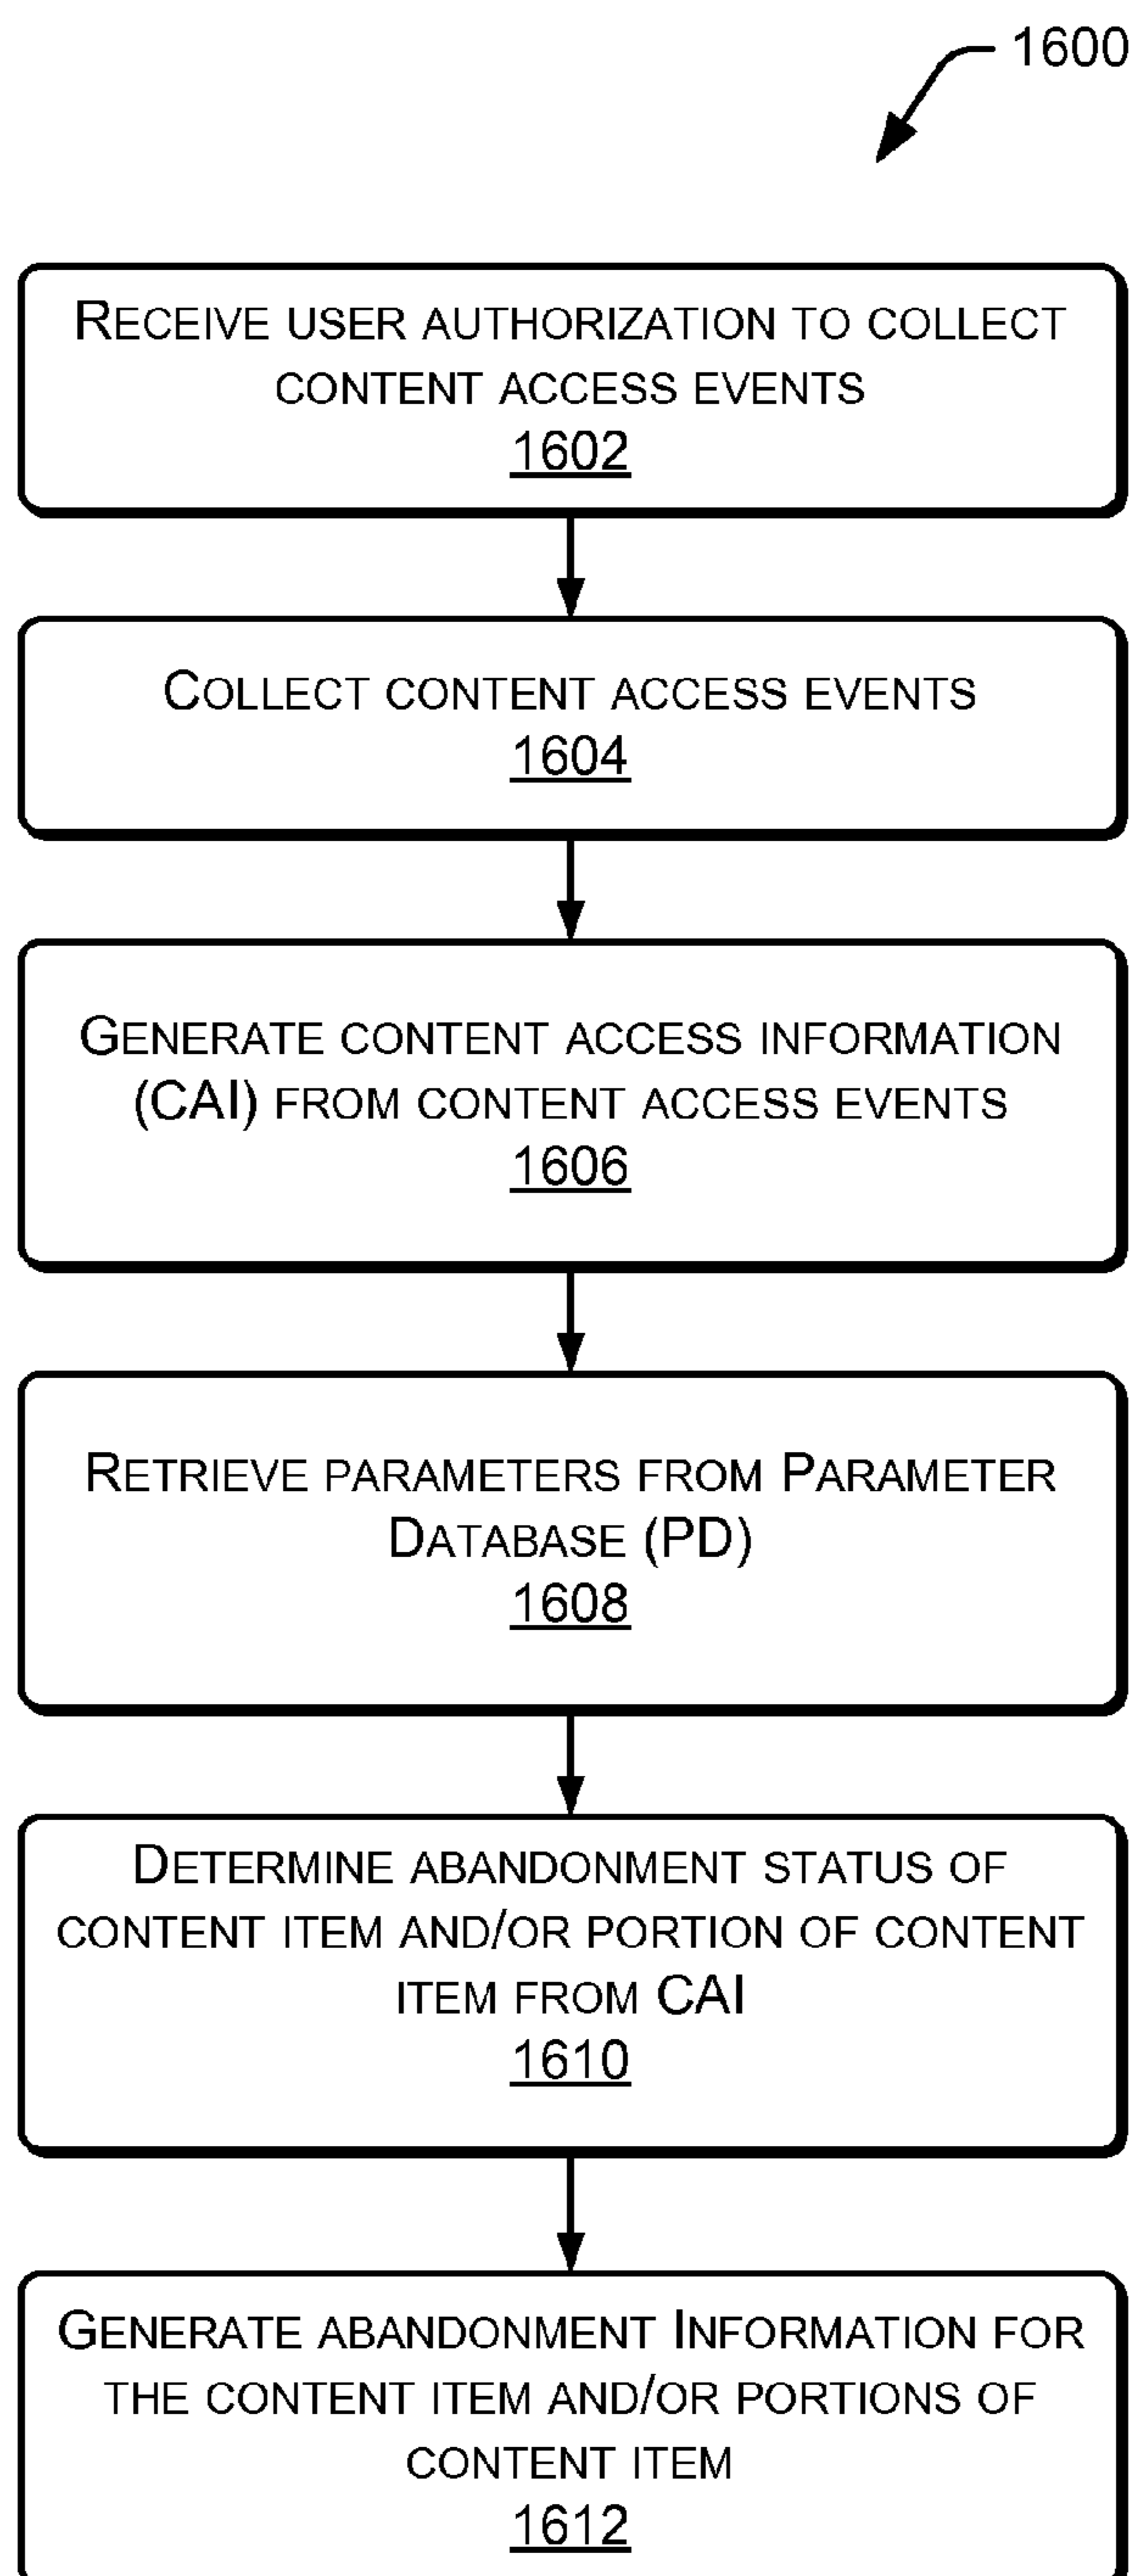 1600
Receive user authorization to collect
content access events
1602
Collect content access events
1604
Generate content access information
(CAI) from content access events
1606
Retrieve parameters from Parameter
Database (PD)
1608
Determine abandonment status of
content item and/or portion of content
item from CAI
1610
Generate abandonment Information for
the content item and/or portions of
content item
1612